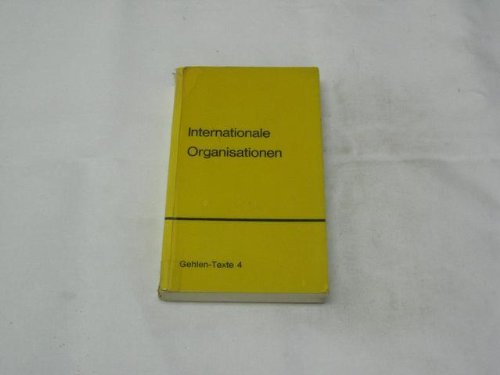 Internationale
Organisationen
Gehlen-Texte 4